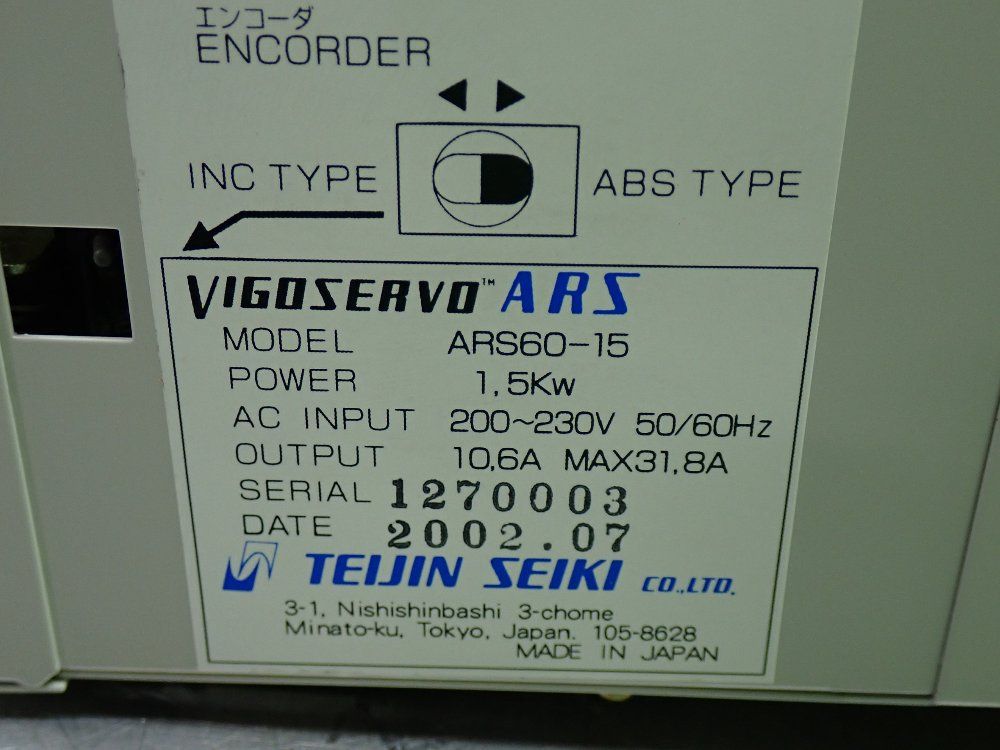 エンコーダ
ENCORDER
INC TYPE
ABS TYPE
VIGOSERVO™ ARS
MODEL ARS60-15
POWER 1.5Kw
AC INPUT 200~230V 50/60Hz
OUTPUT 10.6A MAX31.8A
SERIAL 1270003
DATE 2002.07
TEIJIN SEIKI CO.,LTD.
3-1, Nishishinbashi 3-chome
Minato-ku, Tokyo, Japan. 105-8628
MADE IN JAPAN